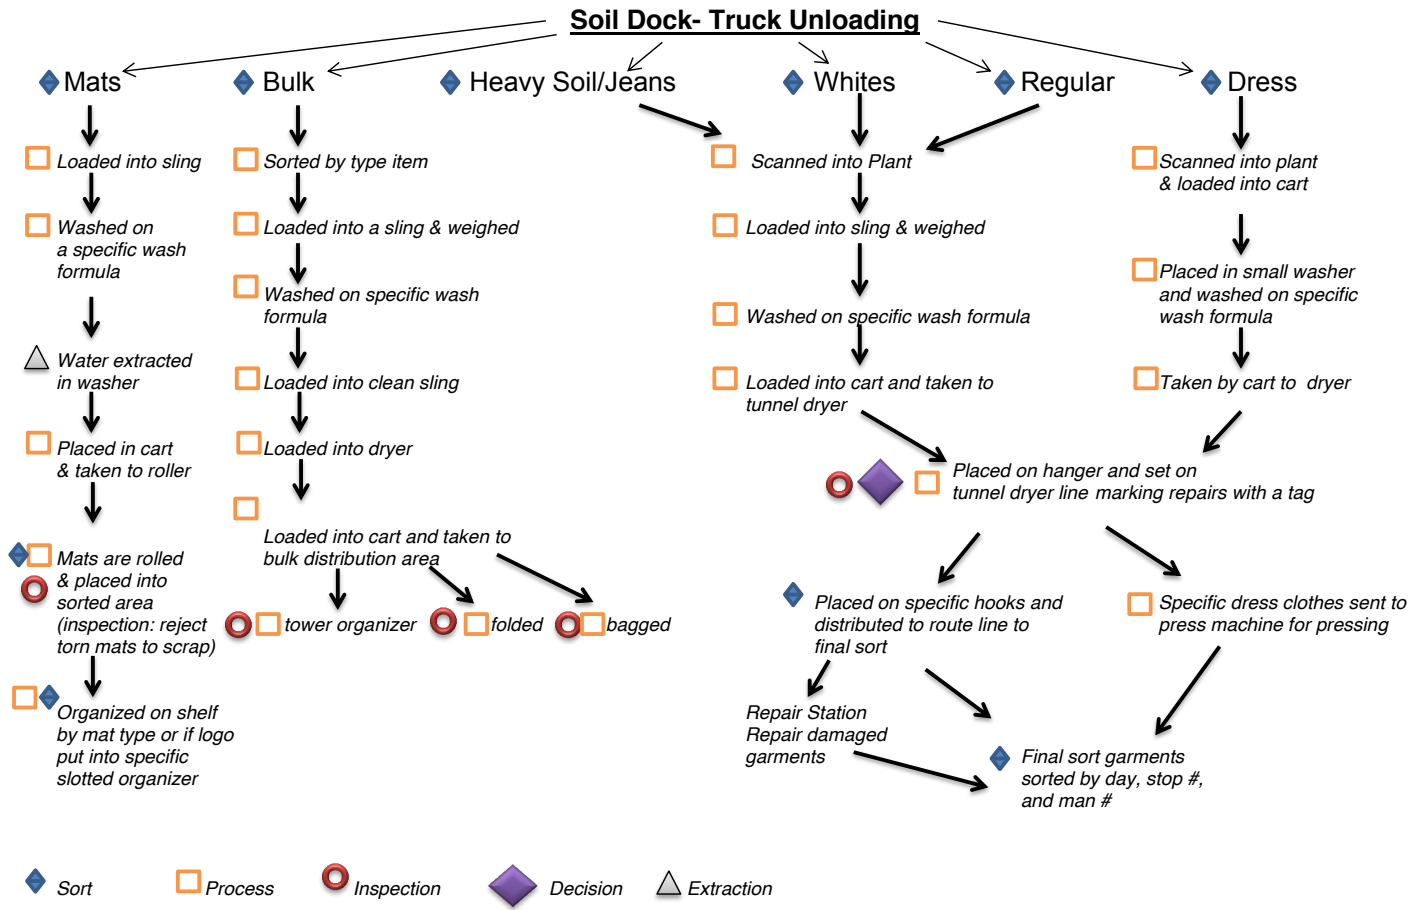 Soil Dock- Truck Unloading
Mats
Bulk
Heavy Soil/Jeans
Whites
Regular
Dress
Loaded into sling
Washed on
a specific wash
formula
Water extracted
in washer
Placed in cart
& taken to roller
Mats are rolled
& placed into
sorted area
(inspection: reject
torn mats to scrap)
Organized on shelf
by mat type or if logo
put into specific
slotted organizer
Sorted by type item
Loaded into a sling & weighed
Washed on specific wash
formula
Loaded into clean sling
Loaded into dryer
Loaded into cart and taken to
bulk distribution area
tower organizer
folded
bagged
Scanned into Plant
Loaded into sling & weighed
Washed on specific wash formula
Loaded into cart and taken to
tunnel dryer
Scanned into plant
& loaded into cart
Placed in small washer
and washed on specific
wash formula
Taken by cart to dryer
Placed on hanger and set on
tunnel dryer line marking repairs with a tag
Placed on specific hooks and
distributed to route line to
final sort
Specific dress clothes sent to
press machine for pressing
Repair Station
Repair damaged
garments
Final sort garments
sorted by day, stop #,
and man #
Sort
Process
Inspection
Decision
Extraction